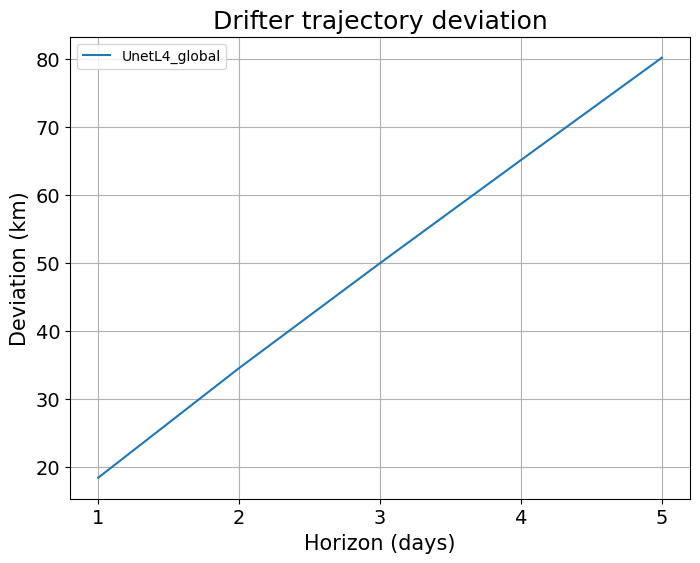 Drifter trajectory deviation
UnetL4_global
Deviation (km)
80
70
60
50
40
30
20
1 2 3 4 5
Horizon (days)